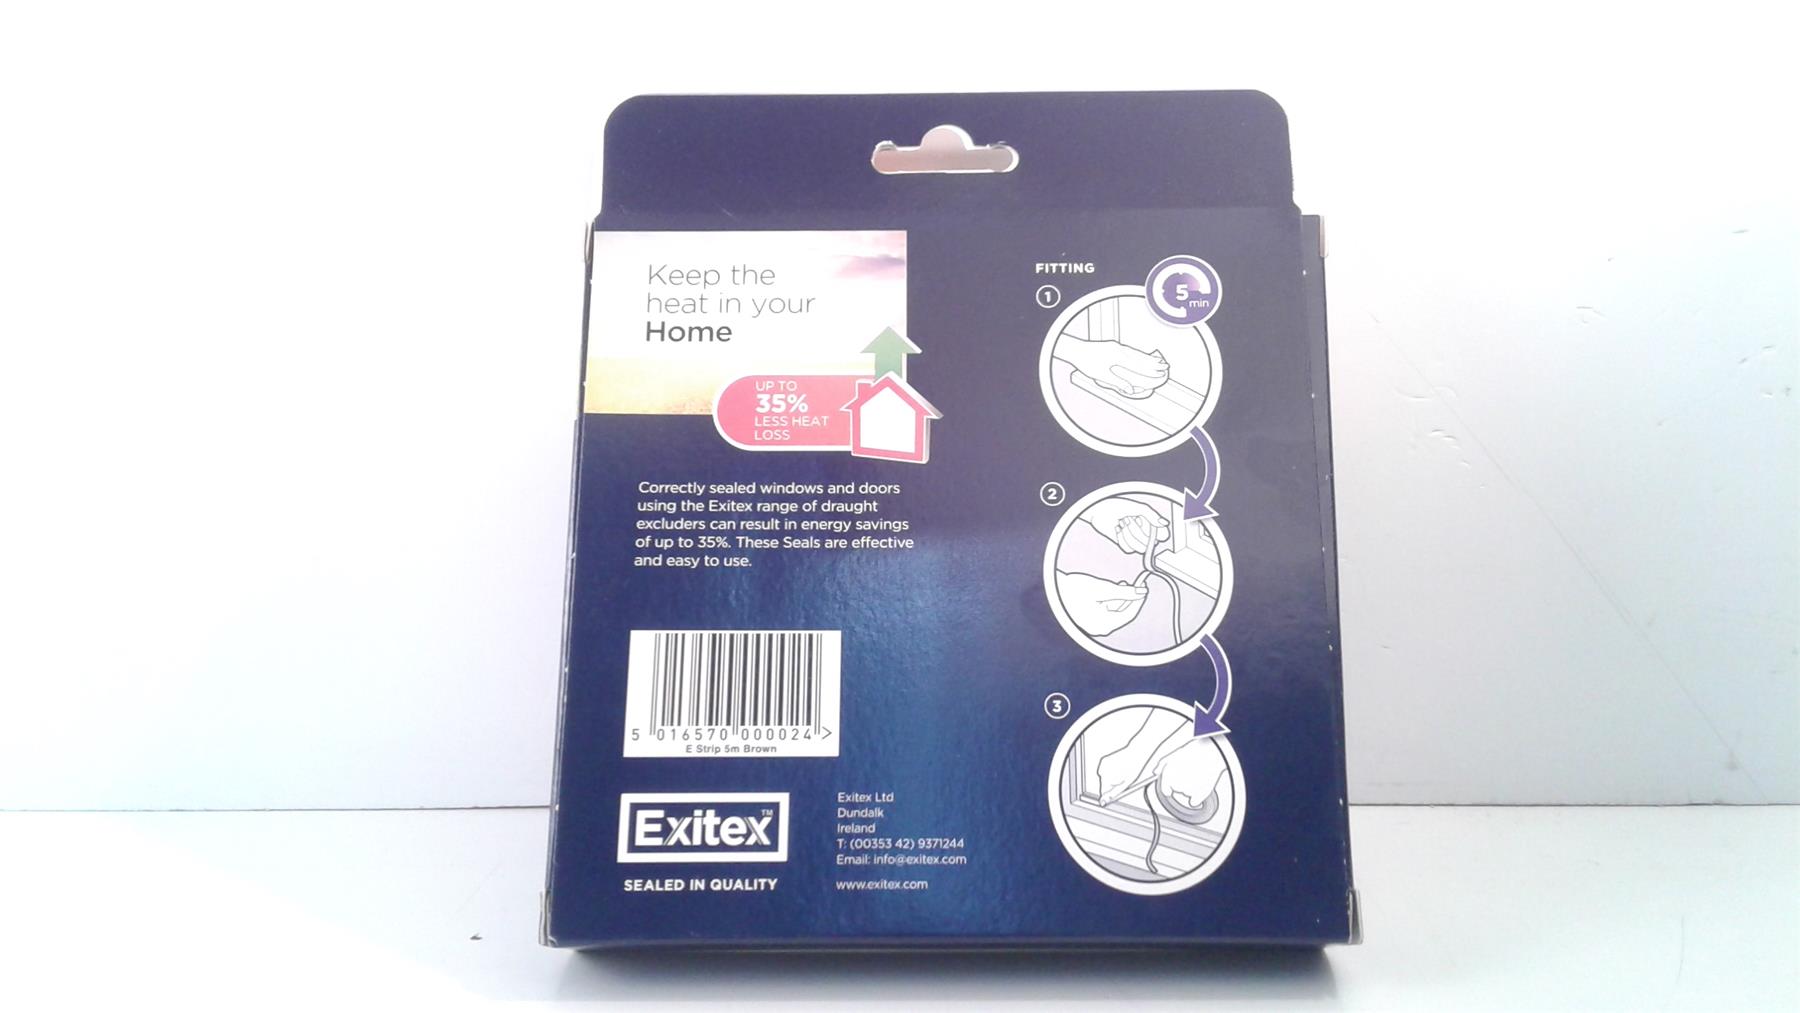 Keep the
heat in your
Home
UP TO
35%
LESS HEAT
LOSS
Correctly sealed windows and doors
using the Exitex range of draught
excluders can result in energy savings
of up to 35%. These Seals are effective
and easy to use.
5 016570 000024 >
E Strip 5m Brown
Exitex™
SEALED IN QUALITY
Exitex Ltd
Dundalk
Ireland
T: (00353 42) 9371244
Email: info@exitex.com
www.exitex.com
FITTING
1
5
min
2
3